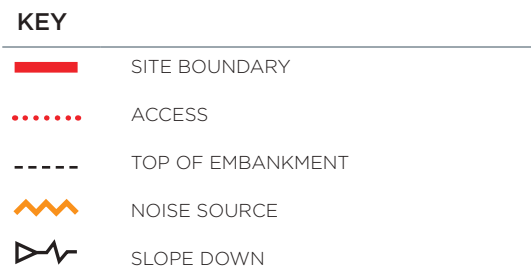 KEY
SITE BOUNDARY
ACCESS
TOP OF EMBANKMENT
NOISE SOURCE
SLOPE DOWN